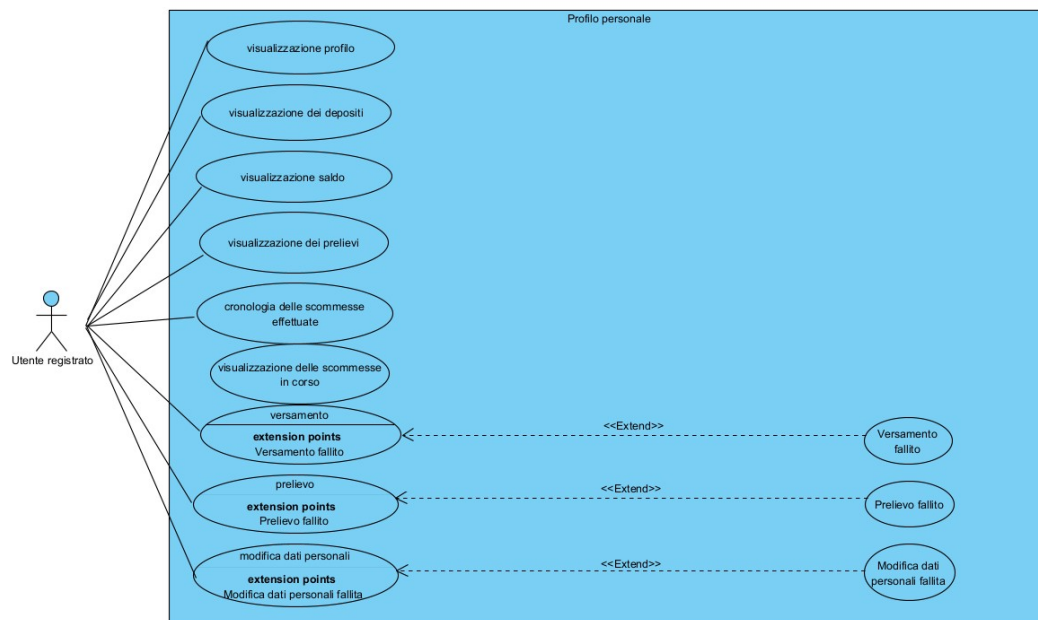 Profilo personale
visualizzazione profilo
visualizzazione dei depositi
visualizzazione saldo
visualizzazione dei prelievi
cronologia delle scommesse
effettuate
Utente registrato
visualizzazione delle scommesse
in corso
versamento
extension points
Versamento fallito
<<Extend>>
Versamento
fallito
prelievo
extension points
Prelievo fallito
<<Extend>>
Prelievo fallito
modifica dati personali
extension points
Modifica dati personali fallita
<<Extend>>
Modifica dati
personali fallita